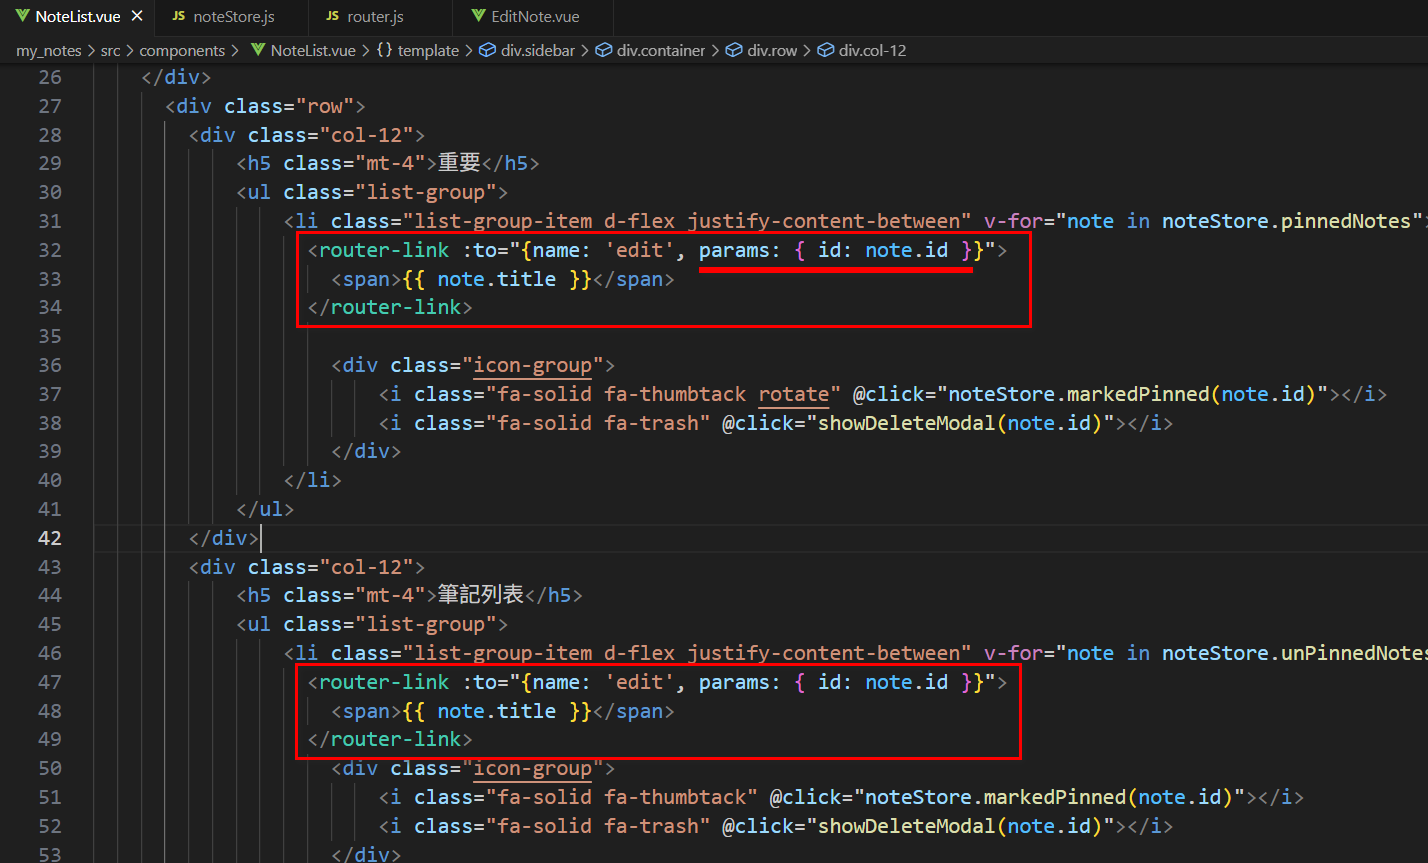 NoteList.vue JS noteStore.js JS router.js EditNote.vue
my_notes > src > components > NoteList.vue > {} template > div.sidebar > div.container > div.row > div.col-12
26 </div>
27 <div class="row">
28 <div class="col-12">
29 <h5 class="mt-4">重要</h5>
30 <ul class="list-group">
31 <li class="list-group-item d-flex justify-content-between" v-for="note in noteStore.pinnedNotes"
32 <router-link :to="{name: 'edit', params: { id: note.id }}">
33 <span>{{ note.title }}</span>
34 </router-link>
35
36 <div class="icon-group">
37 <i class="fa-solid fa-thumbtack rotate" @click="noteStore.markedPinned(note.id)"></i>
38 <i class="fa-solid fa-trash" @click="showDeleteModal(note.id)"></i>
39 </div>
40 </li>
41 </ul>
42 </div>
43 <div class="col-12">
44 <h5 class="mt-4">筆記列表</h5>
45 <ul class="list-group">
46 <li class="list-group-item d-flex justify-content-between" v-for="note in noteStore.unPinnedNotes
47 <router-link :to="{name: 'edit', params: { id: note.id }}">
48 <span>{{ note.title }}</span>
49 </router-link>
50 <div class="icon-group">
51 <i class="fa-solid fa-thumbtack" @click="noteStore.markedPinned(note.id)"></i>
52 <i class="fa-solid fa-trash" @click="showDeleteModal(note.id)"></i>
53 </div>